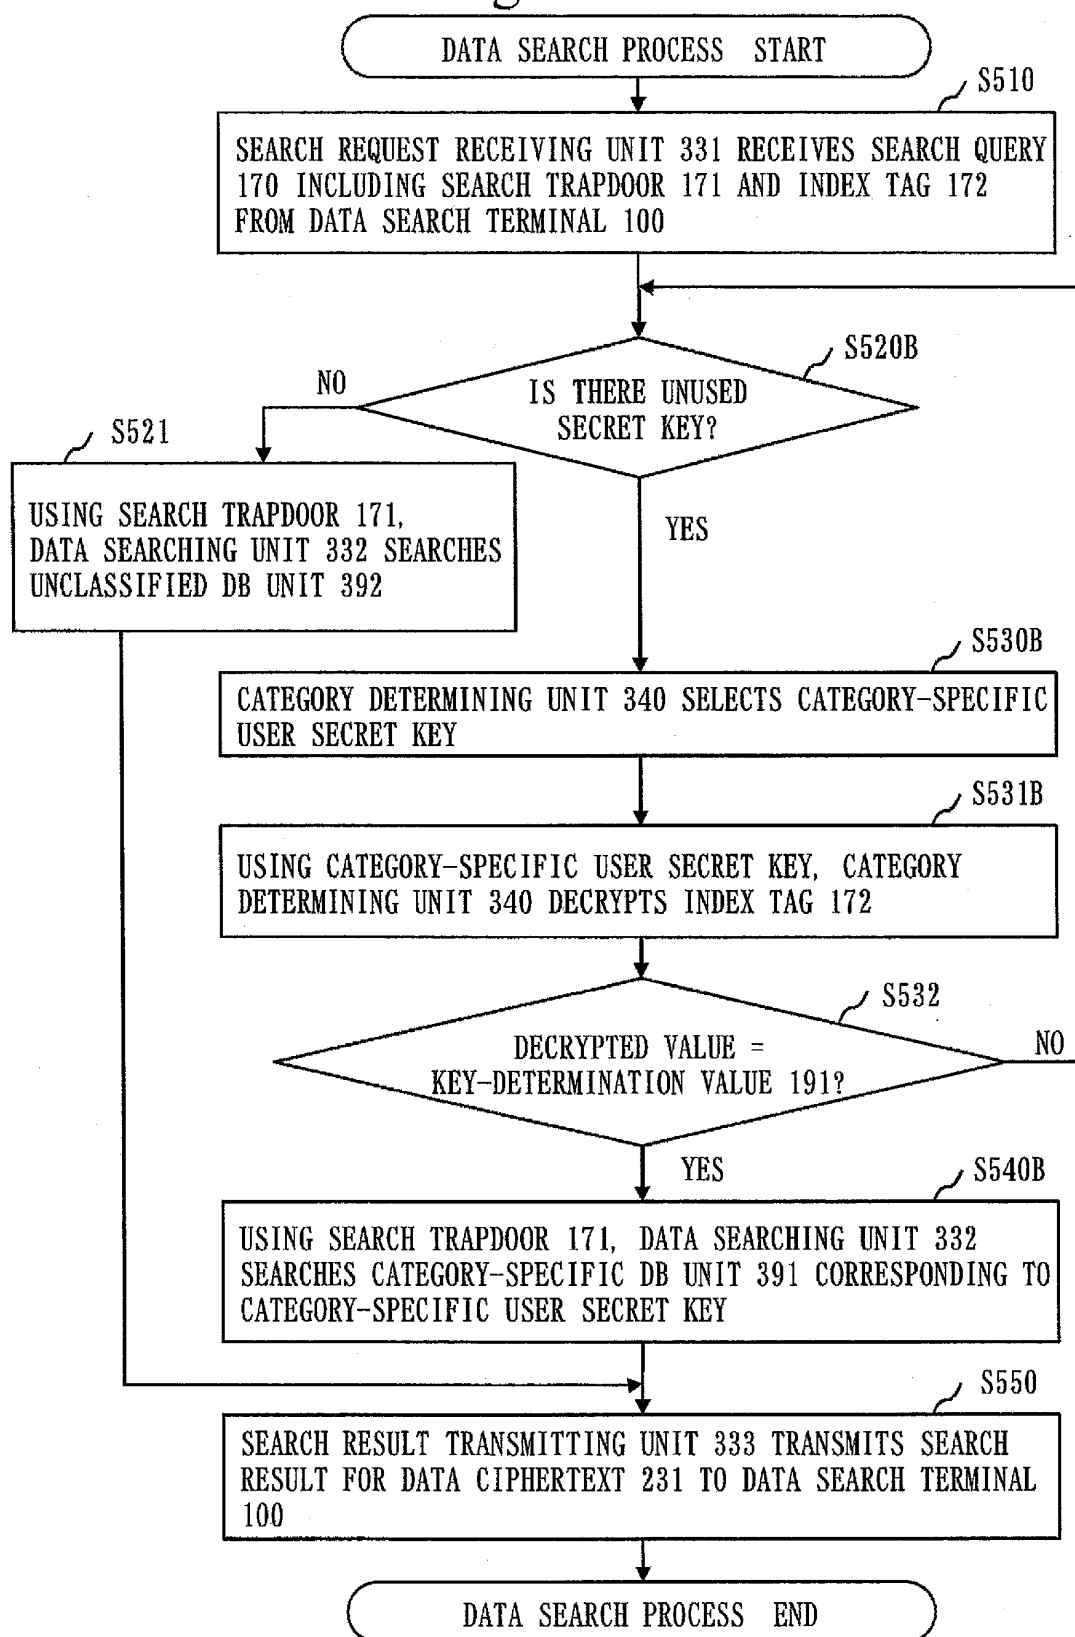 DATA SEARCH PROCESS START
S510
SEARCH REQUEST RECEIVING UNIT 331 RECEIVES SEARCH QUERY
170 INCLUDING SEARCH TRAPDOOR 171 AND INDEX TAG 172
FROM DATA SEARCH TERMINAL 100
S520B
IS THERE UNUSED
SECRET KEY?
NO
S521
USING SEARCH TRAPDOOR 171,
DATA SEARCHING UNIT 332 SEARCHES
UNCLASSIFIED DB UNIT 392
YES
S530B
CATEGORY DETERMINING UNIT 340 SELECTS CATEGORY-SPECIFIC
USER SECRET KEY
S531B
USING CATEGORY-SPECIFIC USER SECRET KEY, CATEGORY
DETERMINING UNIT 340 DECRYPTS INDEX TAG 172
S532
DECRYPTED VALUE =
KEY-DETERMINATION VALUE 191?
NO
YES
S540B
USING SEARCH TRAPDOOR 171, DATA SEARCHING UNIT 332
SEARCHES CATEGORY-SPECIFIC DB UNIT 391 CORRESPONDING TO
CATEGORY-SPECIFIC USER SECRET KEY
S550
SEARCH RESULT TRANSMITTING UNIT 333 TRANSMITS SEARCH
RESULT FOR DATA CIPHERTEXT 231 TO DATA SEARCH TERMINAL
100
DATA SEARCH PROCESS END